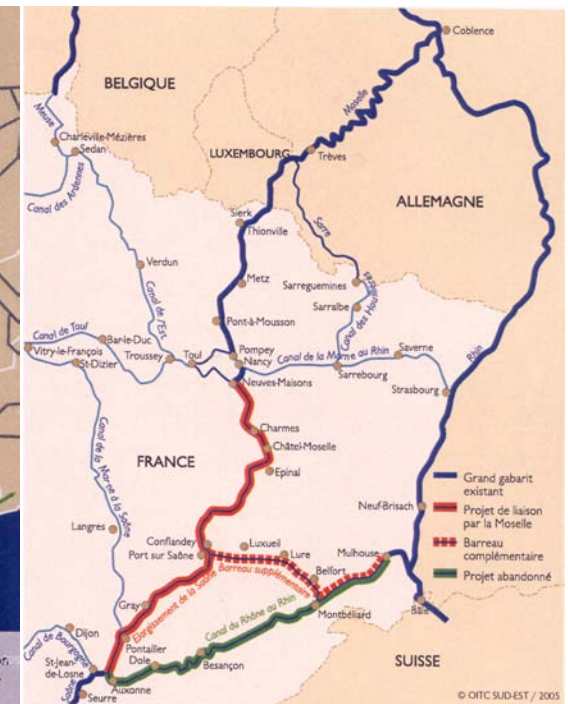 Coblence
BELGIQUE
Meuse
Moselle
Charleville-Mézières
Sedan
LUXEMBOURG
Trèves
Canal des Ardennes
ALLEMAGNE
Sarre
Sierk
Thionville
Verdun
Metz
Sarreguemines
Canal de l'Est
Sarralbe
Canal des Houillères
Pont-à-Mousson
Rhin
Canal de Toul
Bar-le-Duc
Vitry-le-François
St-Dizier
Troussey
Toul
Pompey
Nancy
Canal de la Marne au Rhin
Saverne
Sarrebourg
Strasbourg
Neuves-Maisons
Charmes
Châtel-Moselle
FRANCE
Epinal
Canal de la Marne à la Saône
Grand gabarit
existant
Projet de liaison
par la Moselle
Barreau
complémentaire
Projet abandonné
Neuf-Brisach
Langres
Conflandey
Port sur Saône
Luxueil
Lure
Mulhouse
Belfort
Barreau supplémentaire
Elargissement de la Saône
Montbéliard
Bâle
Gray
Canal du Rhône au Rhin
Dijon
Pontailler
Dole
Besançon
Canal de Bourgogne
St-Jean-
de-Losne
Auxonne
SUISSE
Saône
Seurre
© OITC SUD-EST / 2005